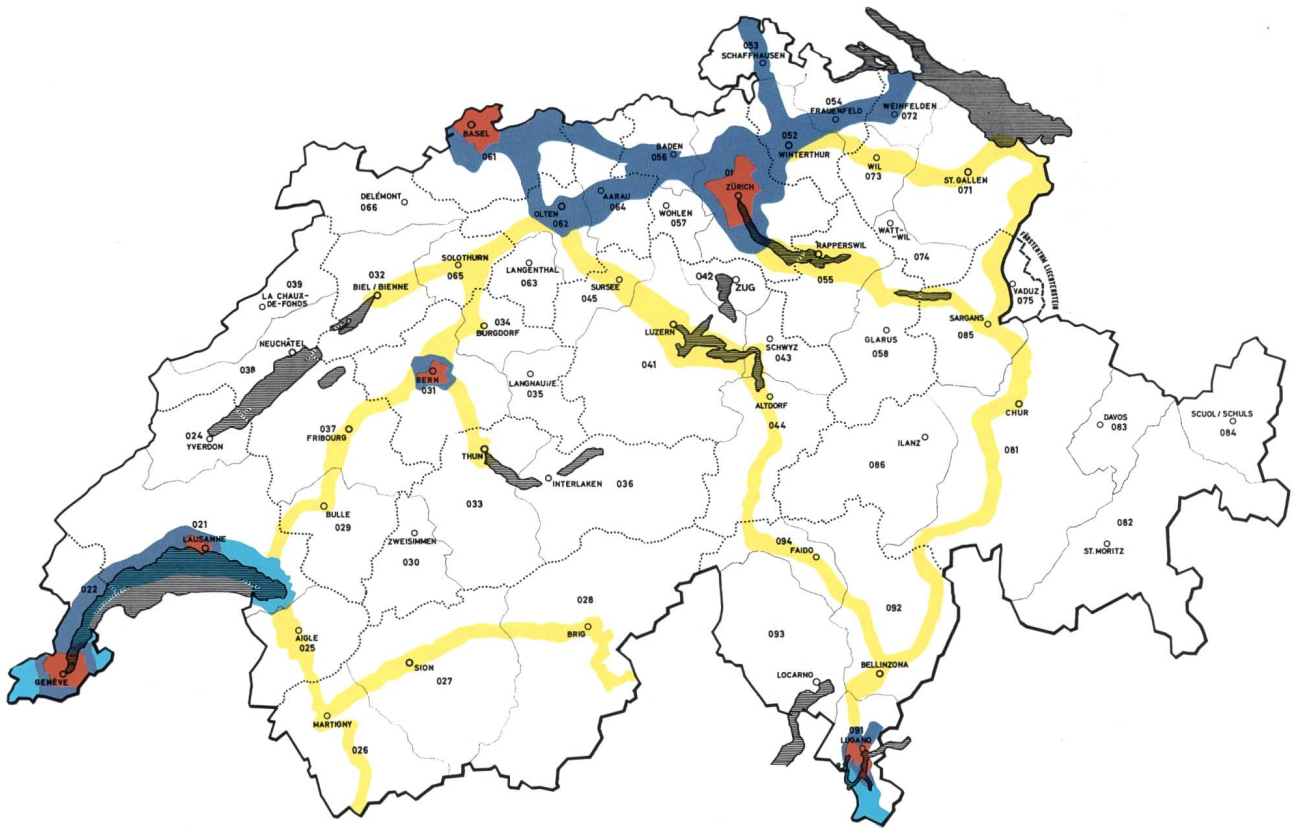 053
SCHAFFHAUSEN
054
FRAUENFELD
WEINFELDEN
072
BASEL
061
052
WINTERTHUR
BADEN
056
WIL
073
ST.GALLEN
071
01
ZÜRICH
DELÉMONT
066
AARAU
064
OLTEN
062
WOHLEN
057
WATT-
-WIL
074
RAPPERSWIL
055
FÜRSTENTUM LIECHTENSTEIN
SOLOTHURN
065
LANGENTHAL
063
032
BIEL / BIENNE
039
LA CHAUX-
DE-FONDS
SURSEE
045
042
ZUG
VADUZ
075
SARGANS
085
034
BURGDORF
LUZERN
041
SCHWYZ
043
GLARUS
058
NEUCHÂTEL
038
BERN
031
LANGNAU
035
ALTDORF
044
CHUR
081
DAVOS
083
SCUOL / SCHULS
084
024
YVERDON
037
FRIBOURG
THUN
ILANZ
086
INTERLAKEN
036
033
BULLE
029
082
ST.MORITZ
021
LAUSANNE
ZWEISIMMEN
030
094
FAIDO
022
028
BRIG
092
093
AIGLE
025
SION
027
BELLINZONA
LOCARNO
GENÈVE
MARTIGNY
026
091
LUGANO